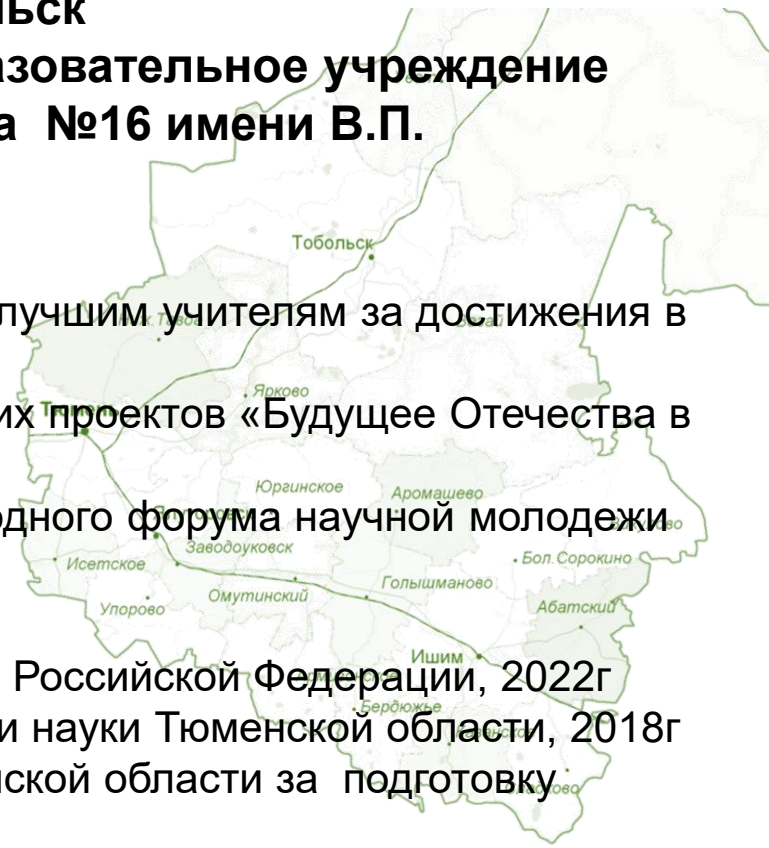 льск
азовательное учреждение
а №16 имени В.П.
Тобольск
лучшим учителям за достижения в
Ярково
Тюмень
их проектов «Будущее Отечества в
Юргинское
Аромашево
одного форума научной молодежи
Заводоуковск
Исетское
Бол.Сорокино
Омутинский
Голышманово
Упорово
Абатский
Ишим
Российской Федерации, 2022г
Бердюжье
и науки Тюменской области, 2018г
нской области за подготовку